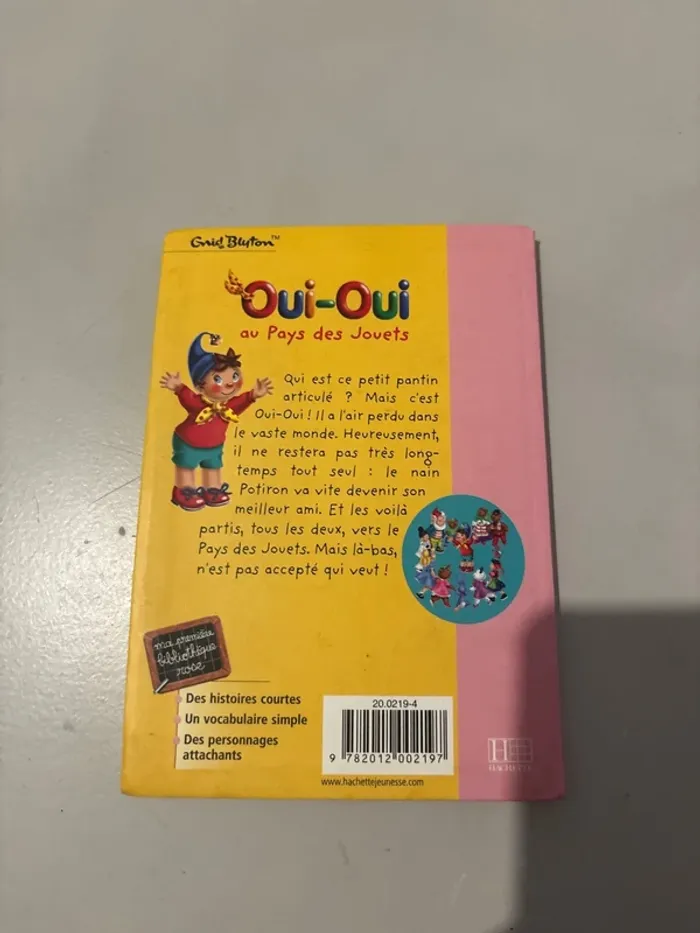 Enid Blyton™
Oui-Oui
au Pays des Jouets
Qui est ce petit pantin
articulé ? Mais c'est
Oui-Oui ! Il a l'air perdu dans
le vaste monde. Heureusement,
il ne restera pas très long-
temps tout seul : le nain
Potiron va vite devenir son
meilleur ami. Et les voilà
partis, tous les deux, vers le
Pays des Jouets. Mais là-bas,
n'est pas accepté qui veut !
ma première
bibliothèque
rose
Des histoires courtes
Un vocabulaire simple
Des personnages
attachants
20.0219-4
9 782012 002197
www.hachettejeunesse.com
H
HACHETTE